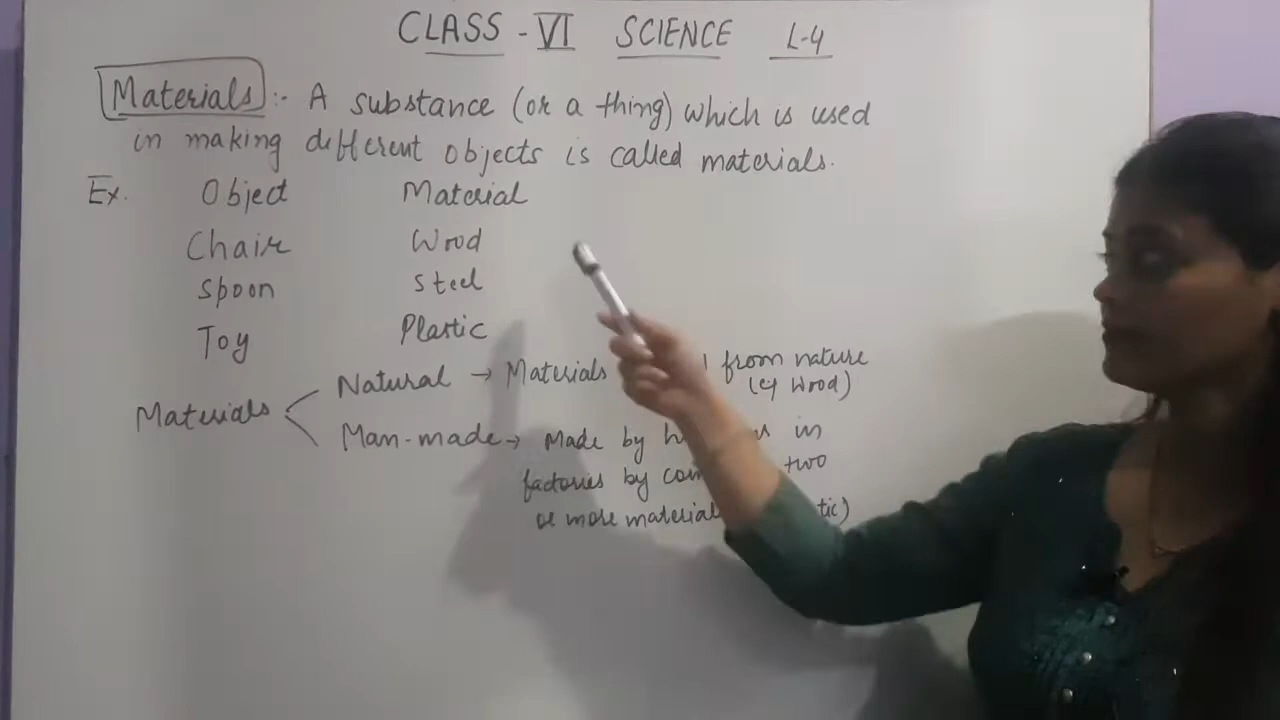 CLASS - VI SCIENCE L-4
Materials :- A substance (or a thing) which is used
in making different objects is called materials.
Ex. Object Material
Chair Wood
Spoon Steel
Toy Plastic
Materials
Natural → Materials from nature
(eg Wood)
Man-made → Made by in
factories by two
or more material